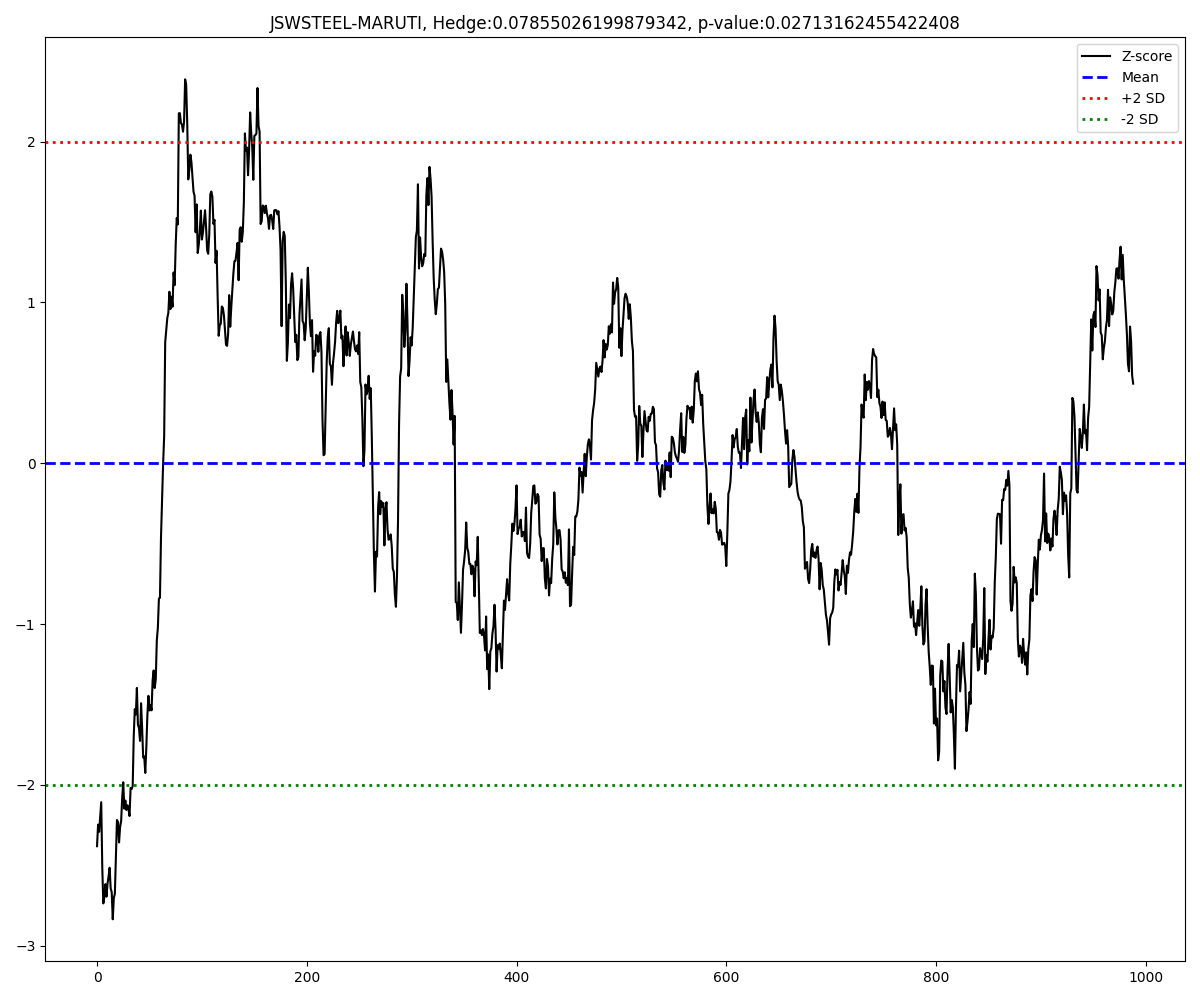 JSWSTEEL-MARUTI, Hedge:0.07855026199879342, p-value:0.02713162455422408
Z-score
Mean
+2 SD
-2 SD
2
1
0
−1
−2
−3
0 200 400 600 800 1000